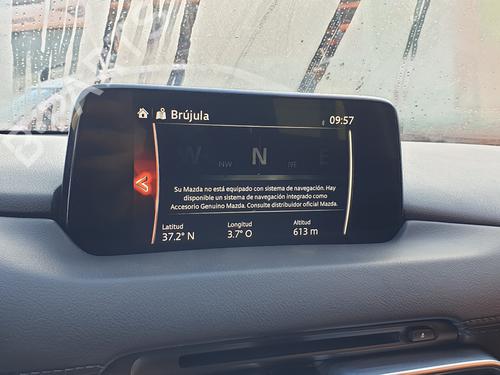 Brújula
09:57
W NW N NE E
Su Mazda no está equipado con sistema de navegación. Hay
disponible un sistema de navegación integrado como
Accesorio Genuino Mazda. Consulte distribuidor oficial Mazda.
Latitud Longitud Altitud
37.2° N 3.7° O 613 m